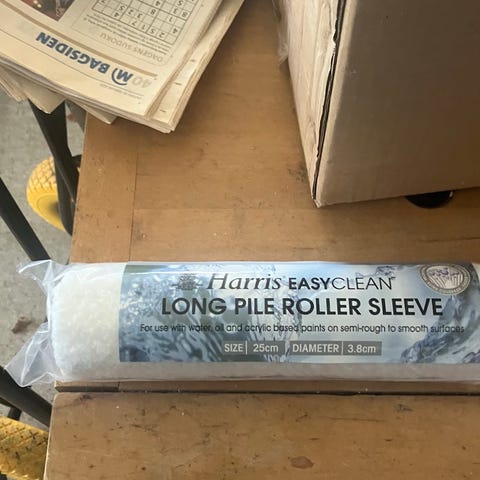 DAGENS SUDOKU
40 M BAGSIDEN
Harris EASYCLEAN
LONG PILE ROLLER SLEEVE
For use with water, oil and acrylic based paints on semi-rough to smooth surfaces
SIZE 25cm DIAMETER 3.8cm